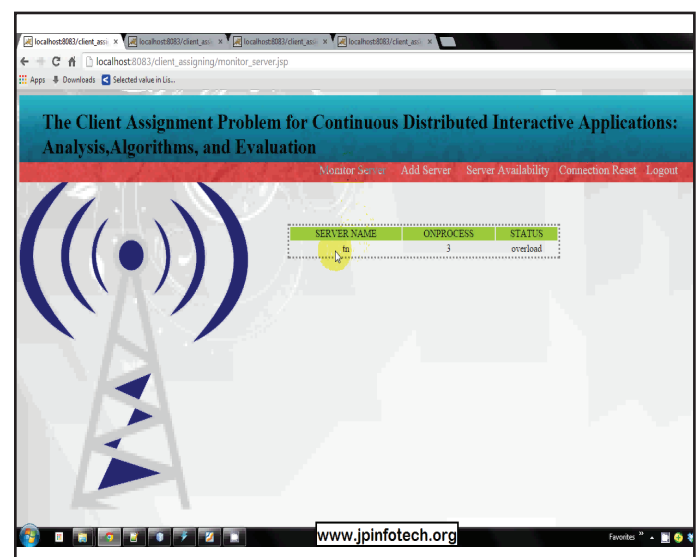 localhost:8083/client_assi × localhost:8083/client_assi × localhost:8083/client_assi × localhost:8083/client_assi ×
localhost:8083/client_assigning/monitor_server.jsp
Apps Downloads Selected value in Lis...
The Client Assignment Problem for Continuous Distributed Interactive Applications:
Analysis,Algorithms, and Evaluation
Monitor Server Add Server Server Availability Connection Reset Logout
SERVER NAME ONPROCESS STATUS
tn 3 overload
www.jpinfotech.org
Favorites